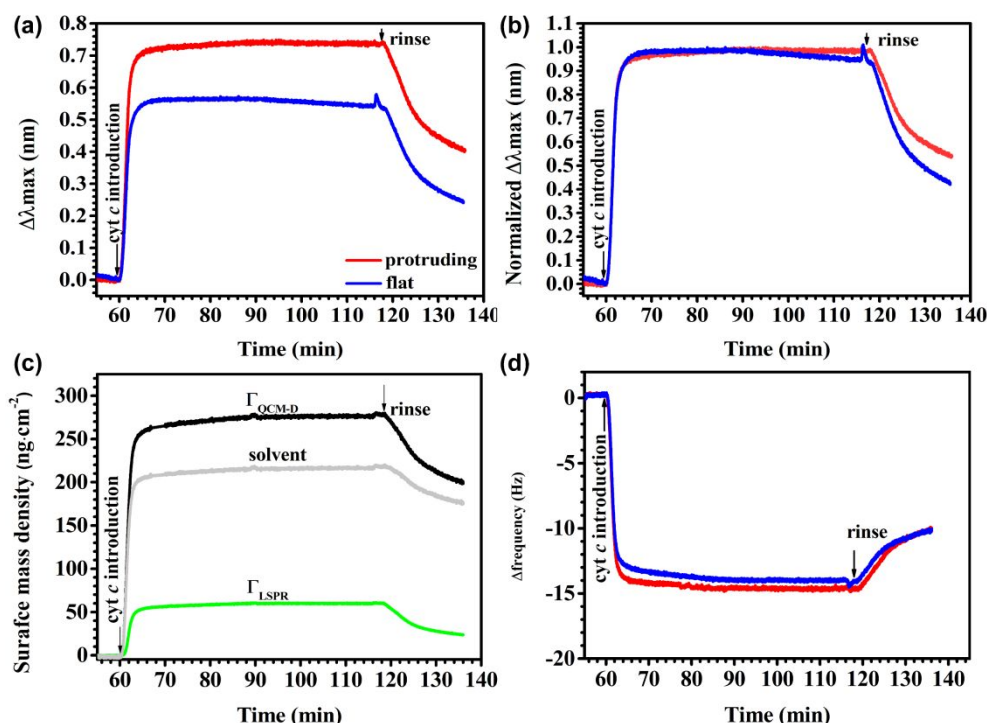 (a)
rinse
cyt c introduction
Δλmax (nm)
0.8
0.7
0.6
0.5
0.4
0.3
0.2
0.1
0.0
protruding
flat
60 70 80 90 100 110 120 130 140
Time (min)
(b)
rinse
cyt c introduction
Normalized Δλmax (nm)
1.1
1.0
0.9
0.8
0.7
0.6
0.5
0.4
0.3
0.2
0.1
0.0
60 70 80 90 100 110 120 130 140
Time (min)
(c)
ΓQCM-D
rinse
solvent
ΓLSPR
cyt c introduction
Surafce mass density (ng·cm-2)
300
250
200
150
100
50
0
60 70 80 90 100 110 120 130 140
Time (min)
(d)
cyt c introduction
rinse
Δfrequency (Hz)
0
-5
-10
-15
-20
60 70 80 90 100 110 120 130 140
Time (min)